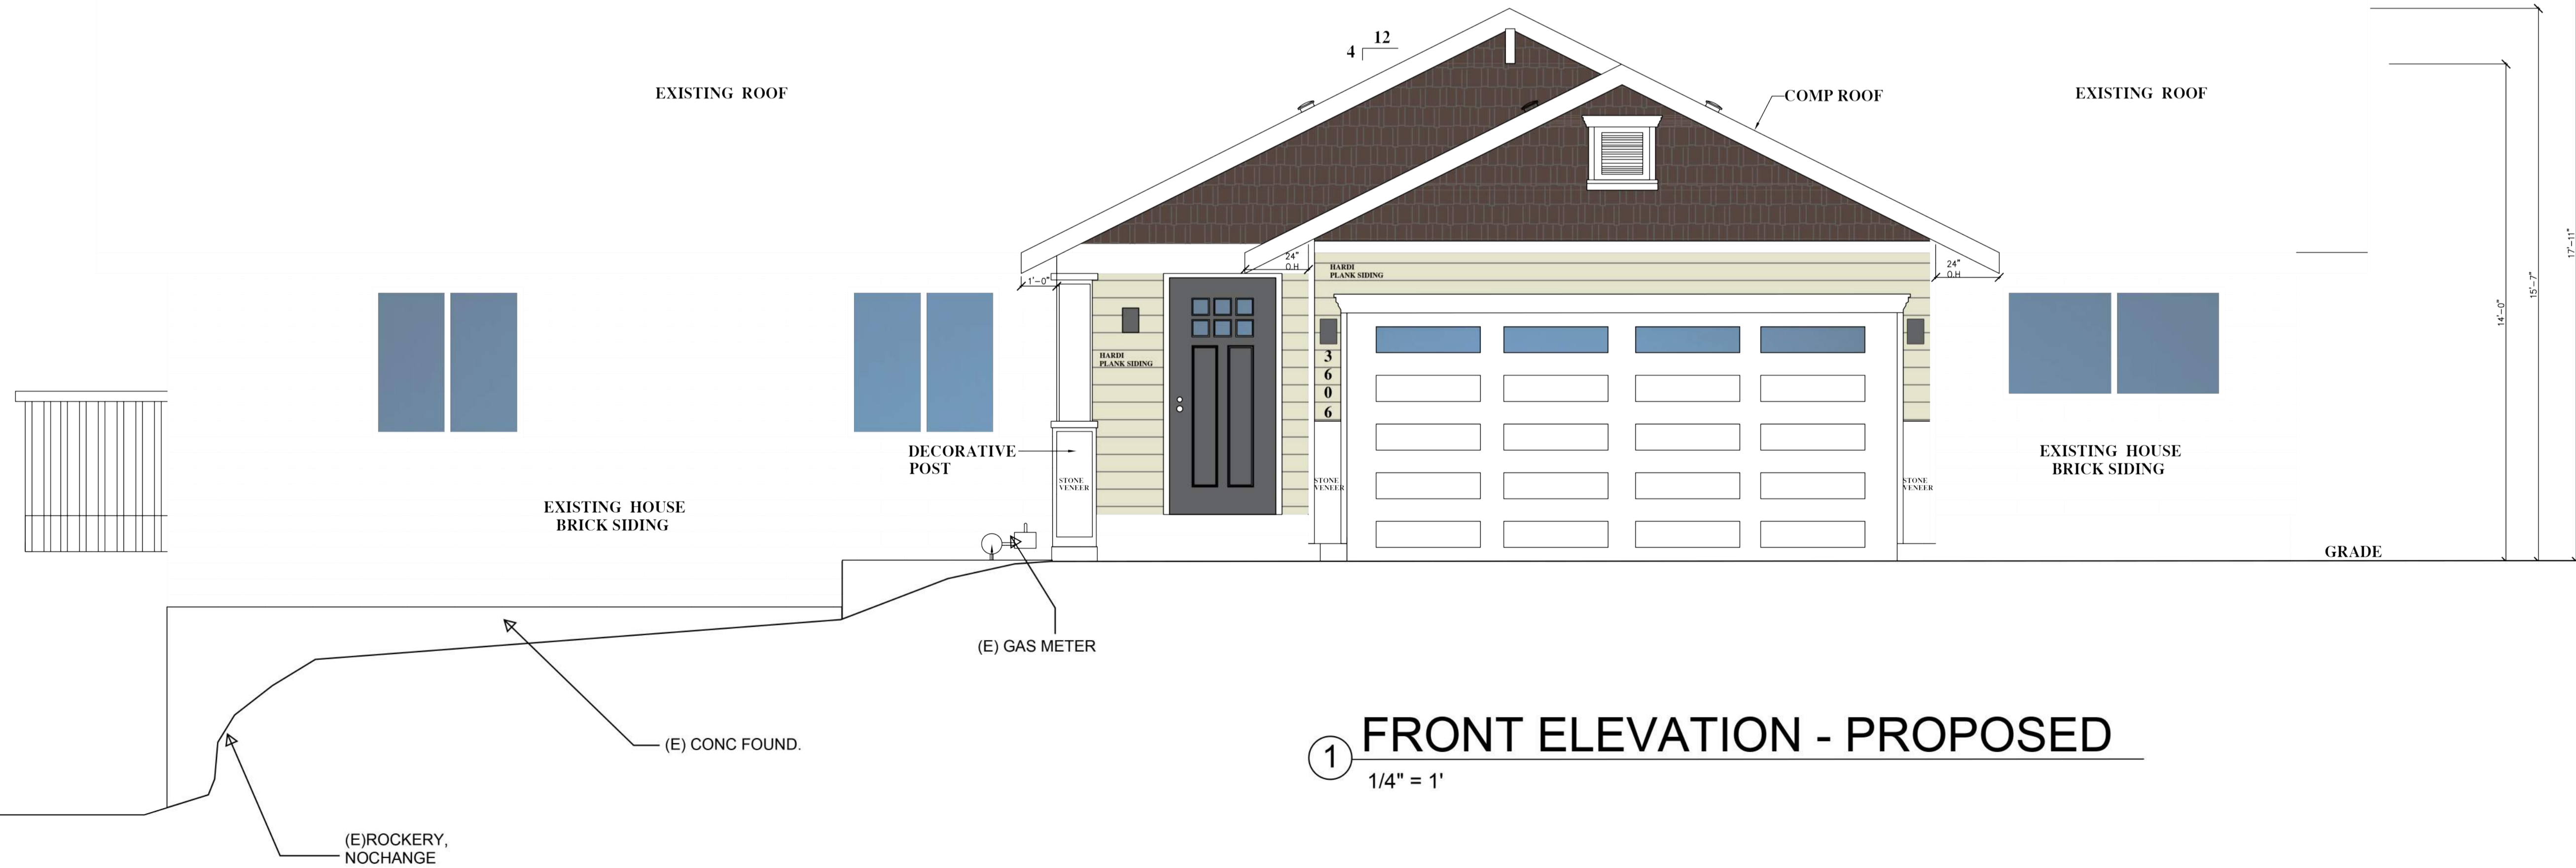 12
4
EXISTING ROOF
COMP ROOF
EXISTING ROOF
17'-11"
15'-7"
14'-0"
24"
O.H
HARDI
PLANK SIDING
24"
O.H
1'-0"
HARDI
PLANK SIDING
3
6
0
6
DECORATIVE
POST
STONE
VENEER
STONE
VENEER
STONE
VENEER
EXISTING HOUSE
BRICK SIDING
EXISTING HOUSE
BRICK SIDING
GRADE
(E) GAS METER
(E) CONC FOUND.
(E)ROCKERY,
NOCHANGE
1
FRONT ELEVATION - PROPOSED
1/4" = 1'